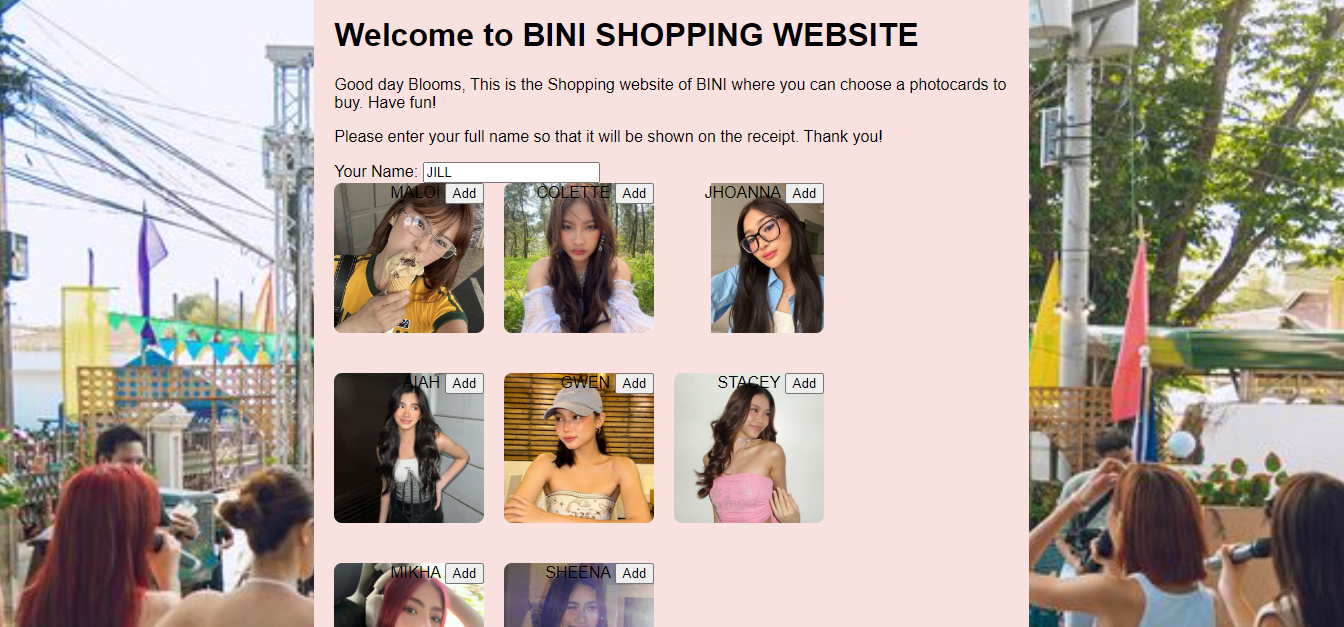 Welcome to BINI SHOPPING WEBSITE
Good day Blooms, This is the Shopping website of BINI where you can choose a photocards to
buy. Have fun!
Please enter your full name so that it will be shown on the receipt. Thank you!
Your Name: JILL
MALOI Add COLETTE Add JHOANNA Add
AIAH Add GWEN Add STACEY Add
MIKHA Add SHEENA Add